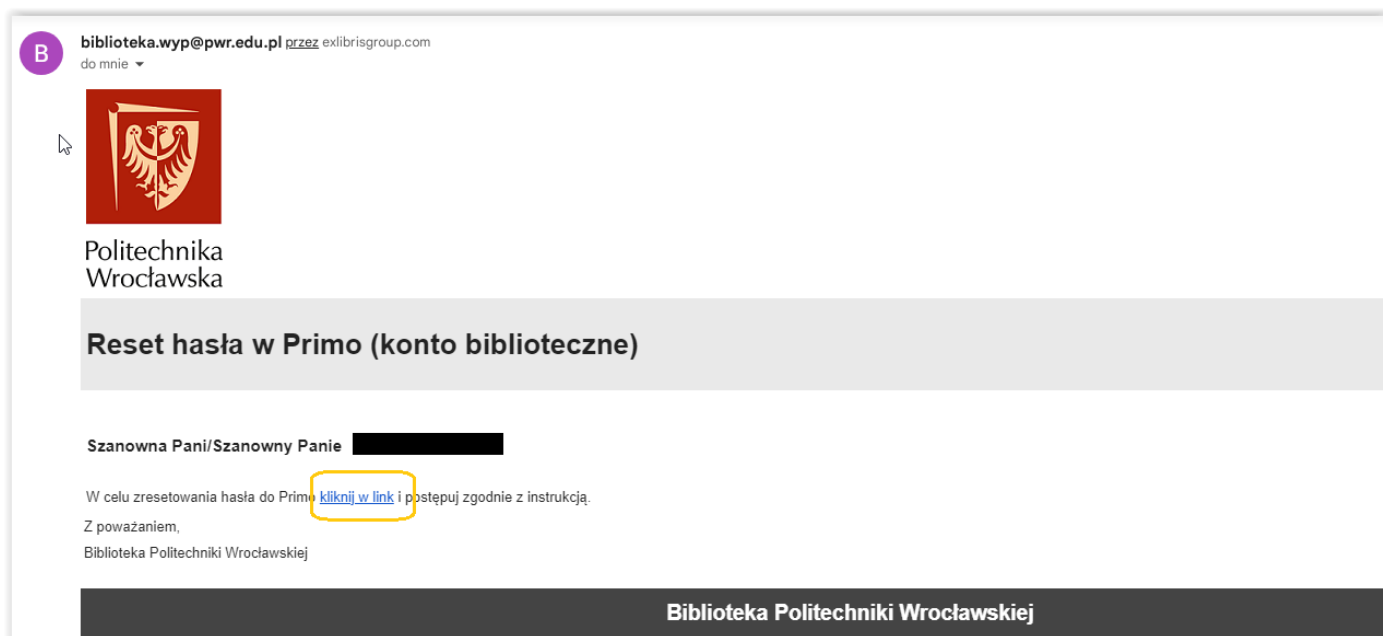 B
biblioteka.wyp@pwr.edu.pl przez exlibrisgroup.com
do mnie
Politechnika
Wrocławska
Reset hasła w Primo (konto biblioteczne)
Szanowna Pani/Szanowny Panie
W celu zresetowania hasła do Primo kliknij w link i postępuj zgodnie z instrukcją.
Z poważaniem,
Biblioteka Politechniki Wrocławskiej
Biblioteka Politechniki Wrocławskiej